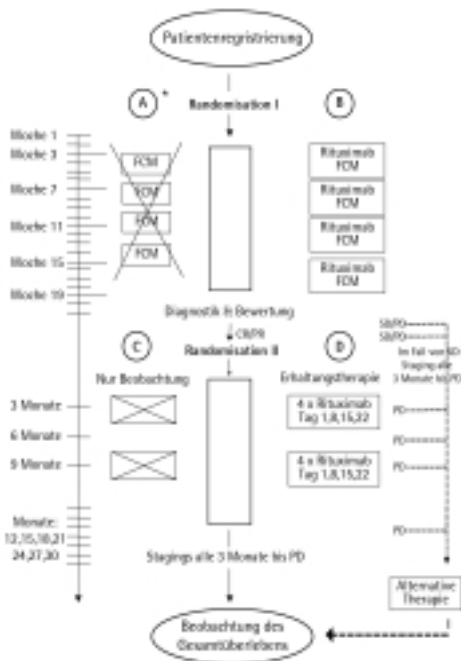 Patientenregistrierung
A *
Randomisation I
B
Woche 1
Woche 3
Woche 7
Woche 11
Woche 15
Woche 19
FCM
FCM
FCM
FCM
Rituximab
FCM
Rituximab
FCM
Rituximab
FCM
Rituximab
FCM
Diagnostik & Bewertung
CR/PR
Randomisation II
C
D
Nur Beobachtung
Erhaltungstherapie
SD/PD
SD/PD
Im Fall von SD
Staging alle
3 Monate bis PD
3 Monate
6 Monate
9 Monate
4 x Rituximab
Tag 1,8,15,22
4 x Rituximab
Tag 1,8,15,22
PD
PD
PD
PD
Monate:
12,15,18,21
24,27,30
Stagings alle 3 Monate bis PD
Alternative
Therapie
Beobachtung des
Gesamtüberlebens